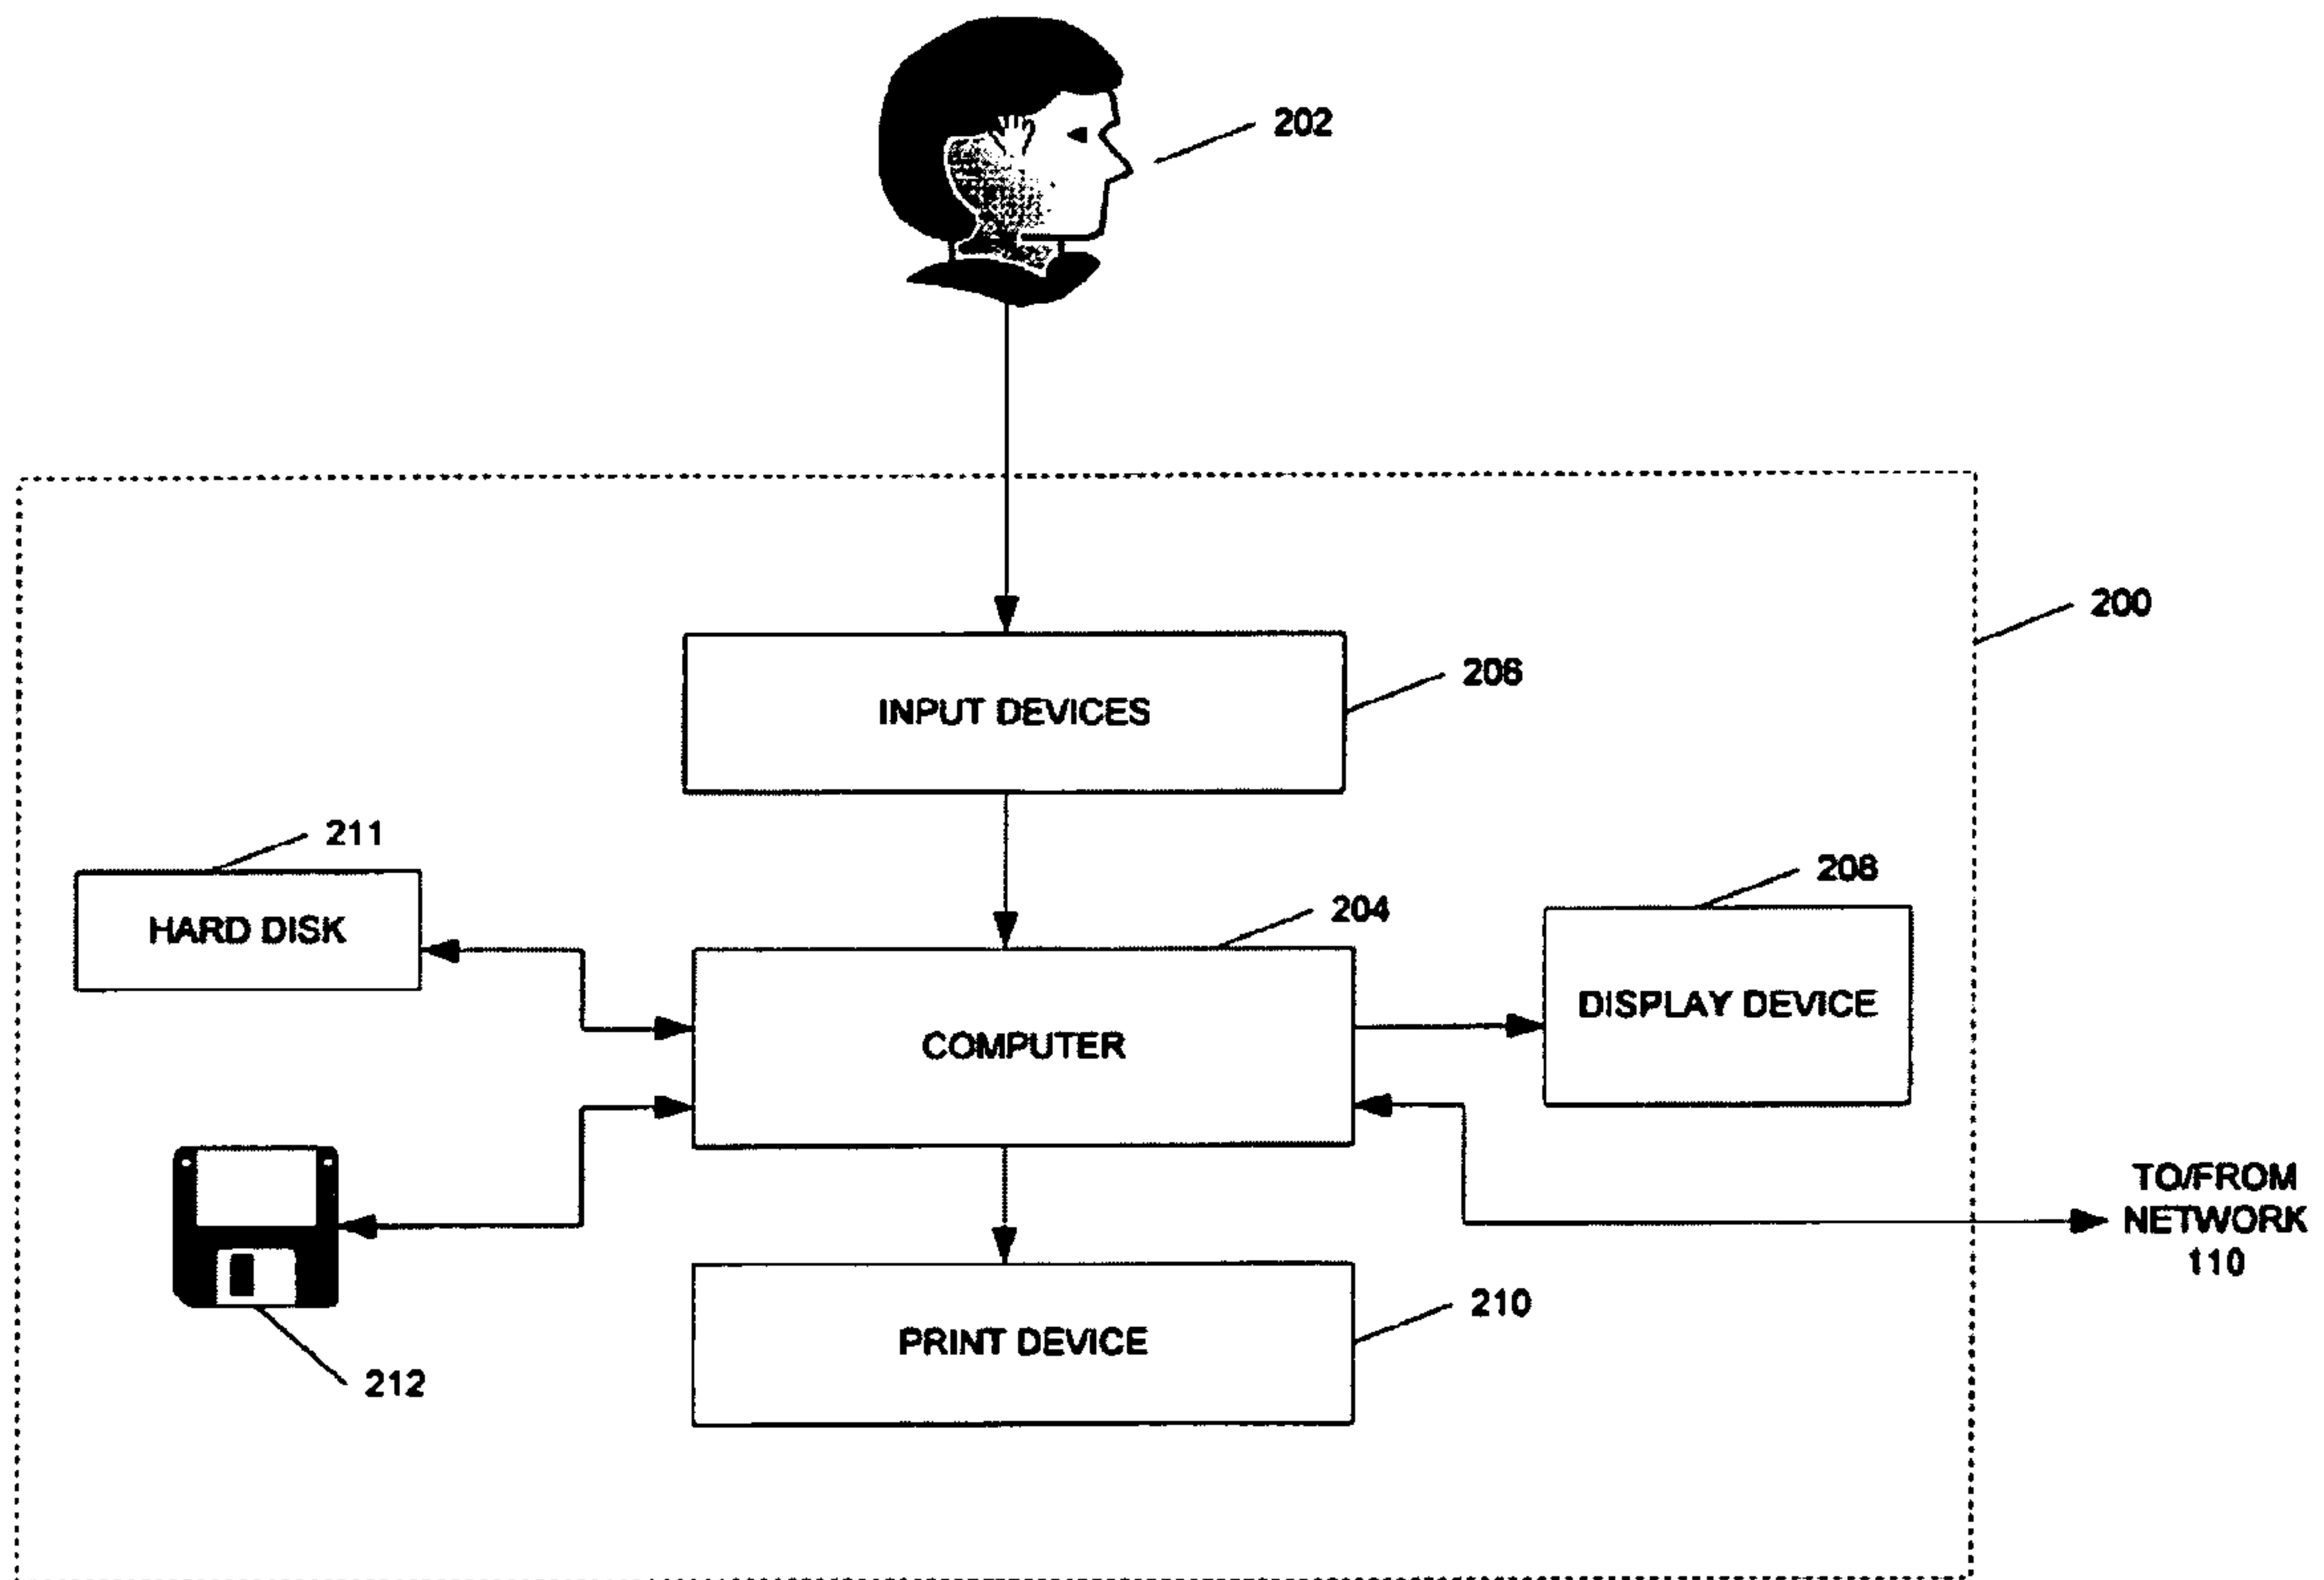 202
200
206
INPUT DEVICES
211
HARD DISK
204
208
DISPLAY DEVICE
COMPUTER
TO/FROM
NETWORK
110
212
210
PRINT DEVICE